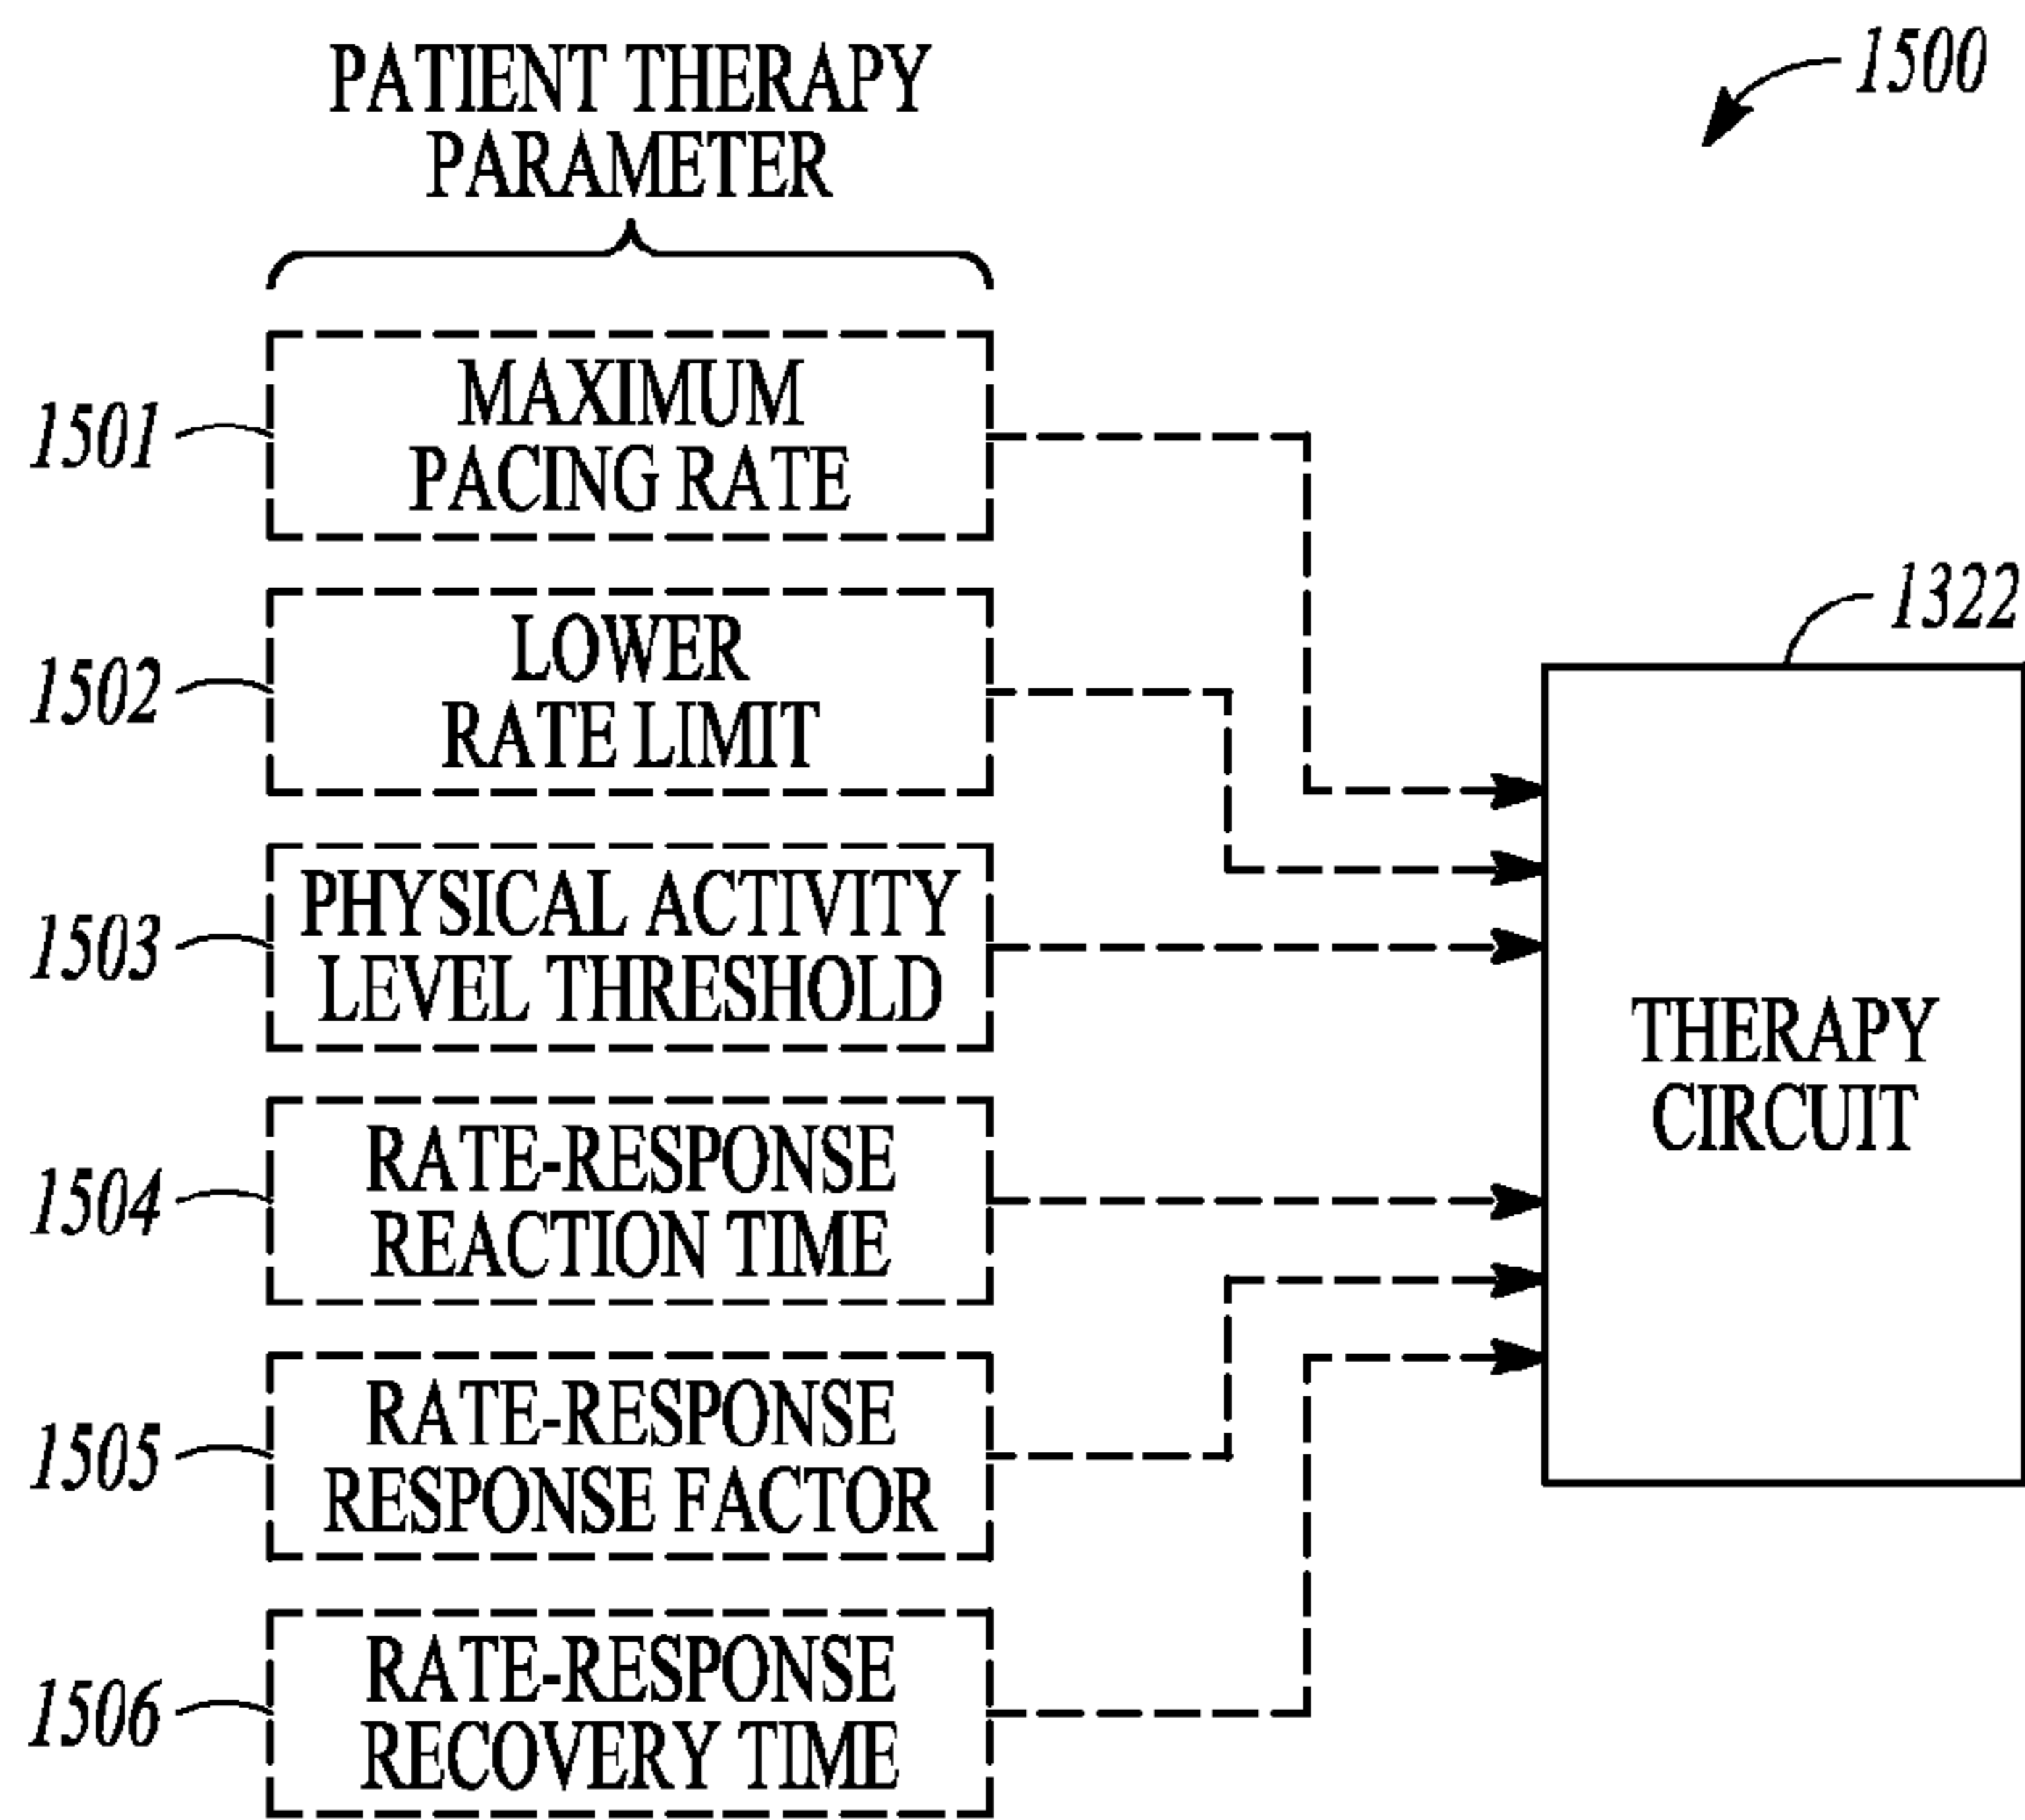 PATIENT THERAPY
PARAMETER
1500
1501
MAXIMUM
PACING RATE
1502
LOWER
RATE LIMIT
1503
PHYSICAL ACTIVITY
LEVEL THRESHOLD
1504
RATE-RESPONSE
REACTION TIME
1505
RATE-RESPONSE
RESPONSE FACTOR
1506
RATE-RESPONSE
RECOVERY TIME
1322
THERAPY
CIRCUIT